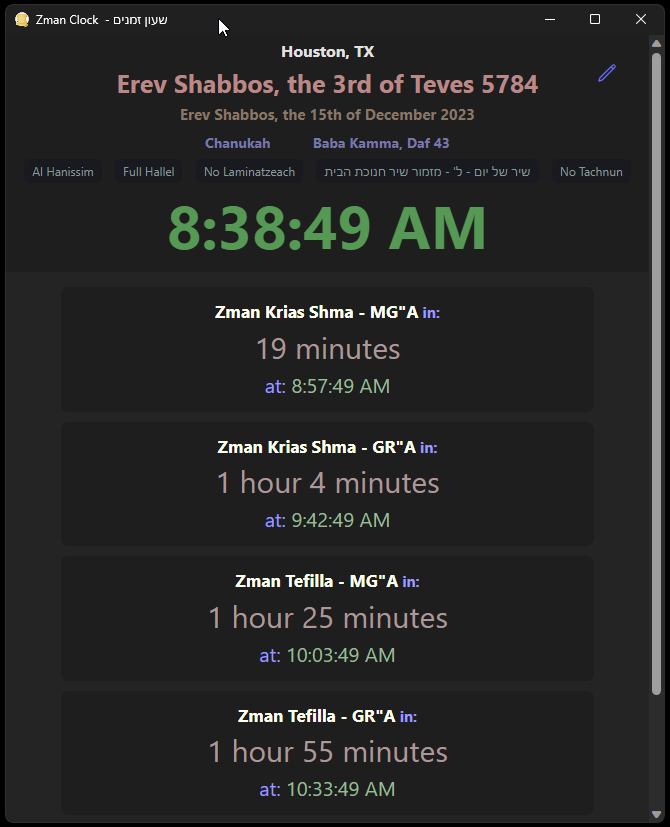 Zman Clock - שעון זמנים
Houston, TX
Erev Shabbos, the 3rd of Teves 5784
Erev Shabbos, the 15th of December 2023
Chanukah Baba Kamma, Daf 43
Al Hanissim Full Hallel No Laminatzeach שיר של יום - ל' - מזמור שיר חנוכת הבית No Tachnun
8:38:49 AM
Zman Krias Shma - MG"A in:
19 minutes
at: 8:57:49 AM
Zman Krias Shma - GR"A in:
1 hour 4 minutes
at: 9:42:49 AM
Zman Tefilla - MG"A in:
1 hour 25 minutes
at: 10:03:49 AM
Zman Tefilla - GR"A in:
1 hour 55 minutes
at: 10:33:49 AM